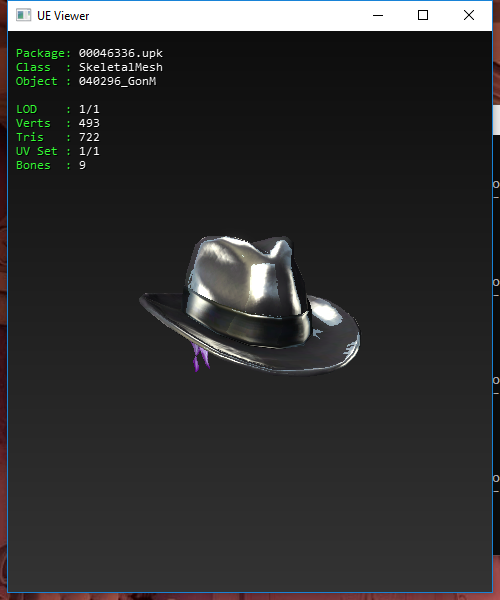 UE Viewer
Package: 00046336.upk
Class : SkeletalMesh
Object : 040296_GonM
LOD : 1/1
Verts : 493
Tris : 722
UV Set : 1/1
Bones : 9